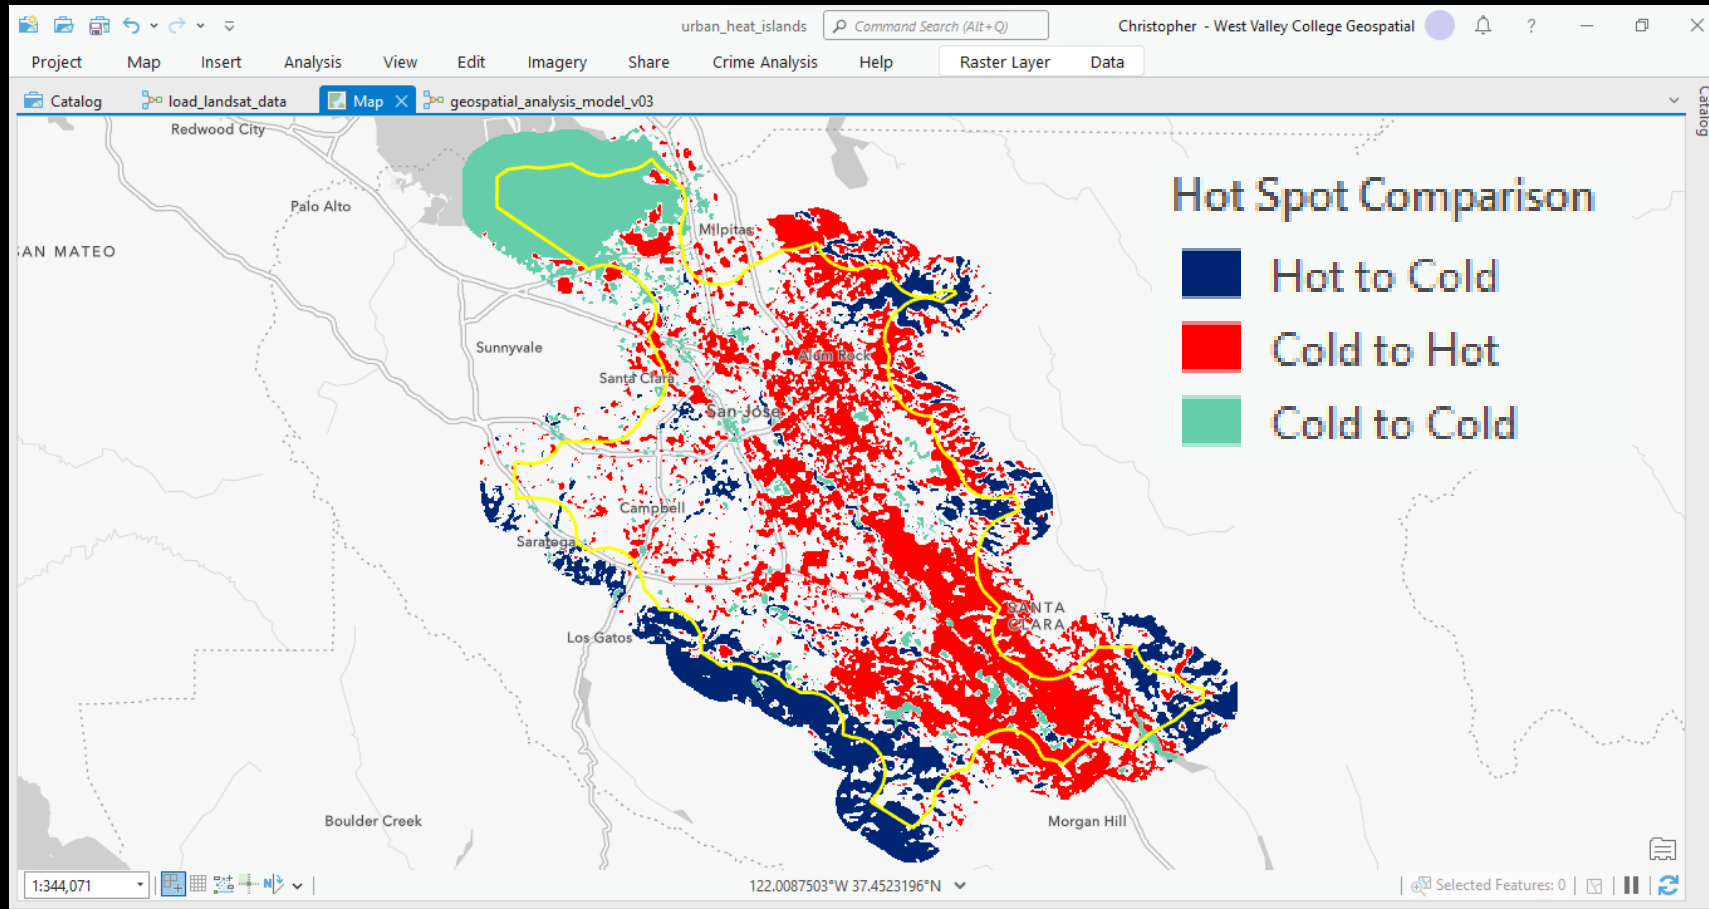 urban_heat_islands
Command Search (Alt+Q)
Christopher - West Valley College Geospatial
?
Project Map Insert Analysis View Edit Imagery Share Crime Analysis Help Raster Layer Data
Catalog load_landsat_data Map geospatial_analysis_model_v03
Catalog
Redwood City
Palo Alto
SAN MATEO
Milpitas
Sunnyvale
Alum Rock
Santa Clara
San Jose
Campbell
Saratoga
SANTA
CLARA
Los Gatos
Boulder Creek
Morgan Hill
Hot Spot Comparison
Hot to Cold
Cold to Hot
Cold to Cold
1:344,071
N
122.0087503°W 37.4523196°N
Selected Features: 0